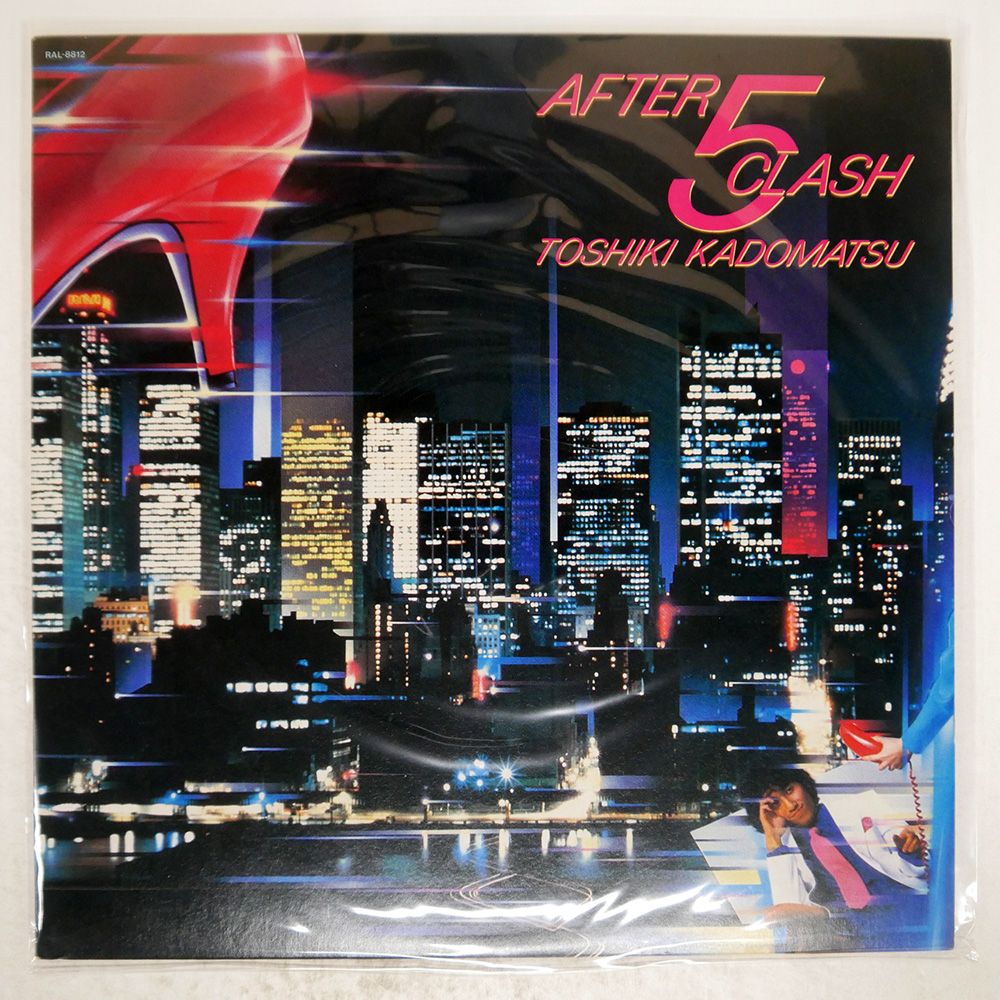 RAL-8812
AFTER
5
CLASH
TOSHIKI KADOMATSU